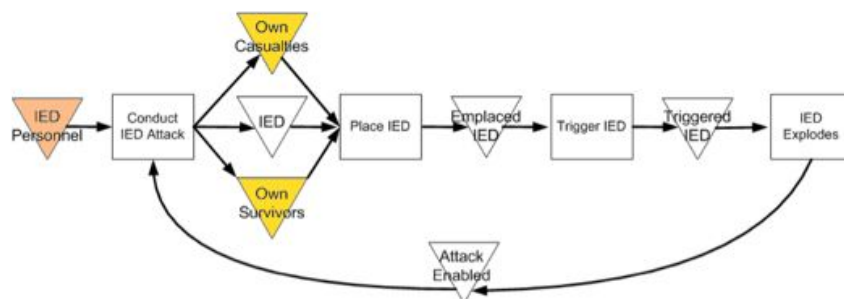 Own
Casualties
IED
Personnel
Conduct
IED Attack
IED
Own
Survivors
Place IED
Emplaced
IED
Trigger IED
Triggered
IED
IED
Explodes
Attack
Enabled